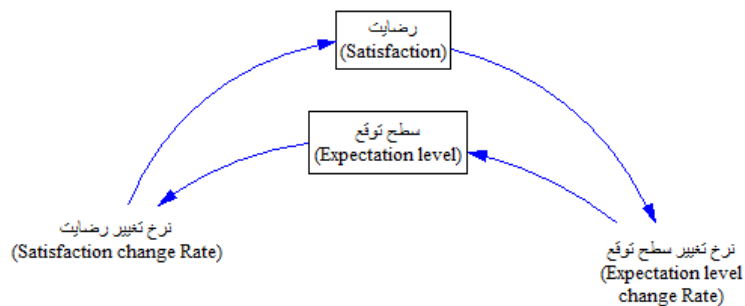 رضایت
(Satisfaction)
سطح توقع
(Expectation level)
نرخ تغییر رضایت
(Satisfaction change Rate)
نرخ تغییر سطح توقع
(Expectation level
change Rate)